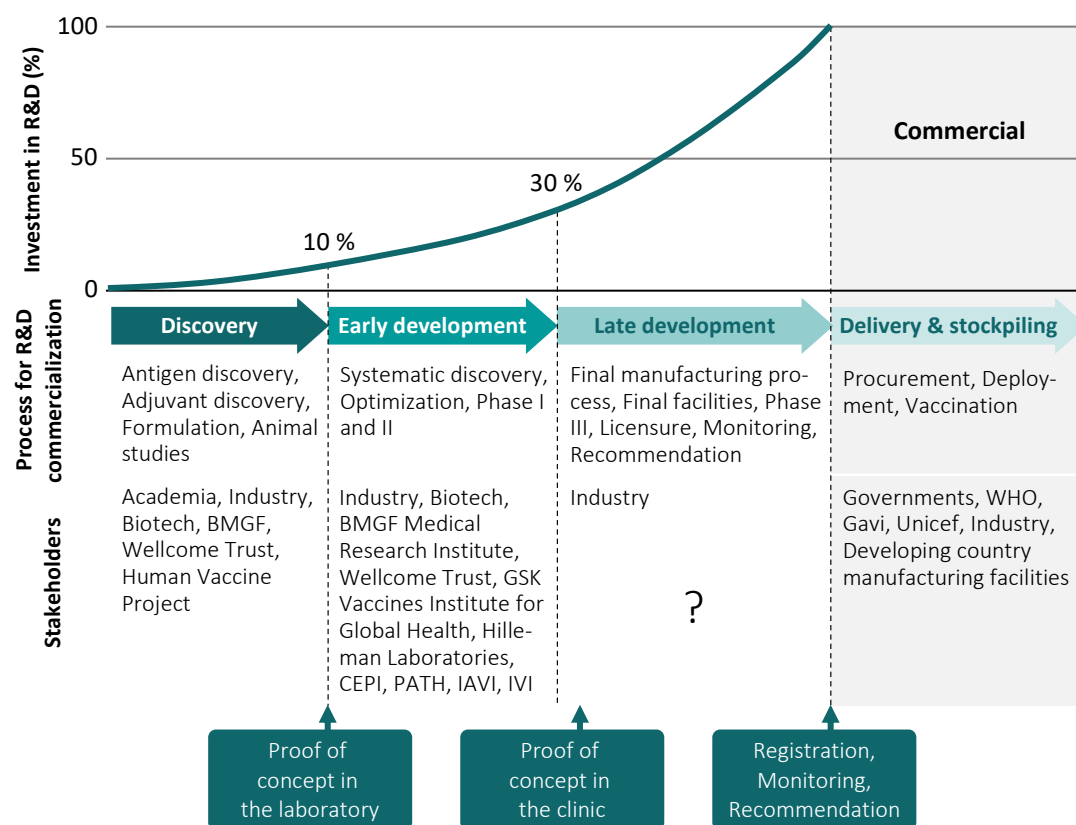 100
50
0
Investment in R&D (%)
10 %
30 %
Commercial
Process for R&D
commercialization
Discovery
Early development
Late development
Delivery & stockpiling
Antigen discovery,
Adjuvant discovery,
Formulation, Animal
studies
Systematic discovery,
Optimization, Phase I
and II
Final manufacturing pro-
cess, Final facilities, Phase
III, Licensure, Monitoring,
Recommendation
Procurement, Deploy-
ment, Vaccination
Stakeholders
Academia, Industry,
Biotech, BMGF,
Wellcome Trust,
Human Vaccine
Project
Industry, Biotech,
BMGF Medical
Research Institute,
Wellcome Trust, GSK
Vaccines Institute for
Global Health, Hille-
man Laboratories,
CEPI, PATH, IAVI, IVI
Industry
?
Governments, WHO,
Gavi, Unicef, Industry,
Developing country
manufacturing facilities
Proof of
concept in
the laboratory
Proof of
concept in
the clinic
Registration,
Monitoring,
Recommendation